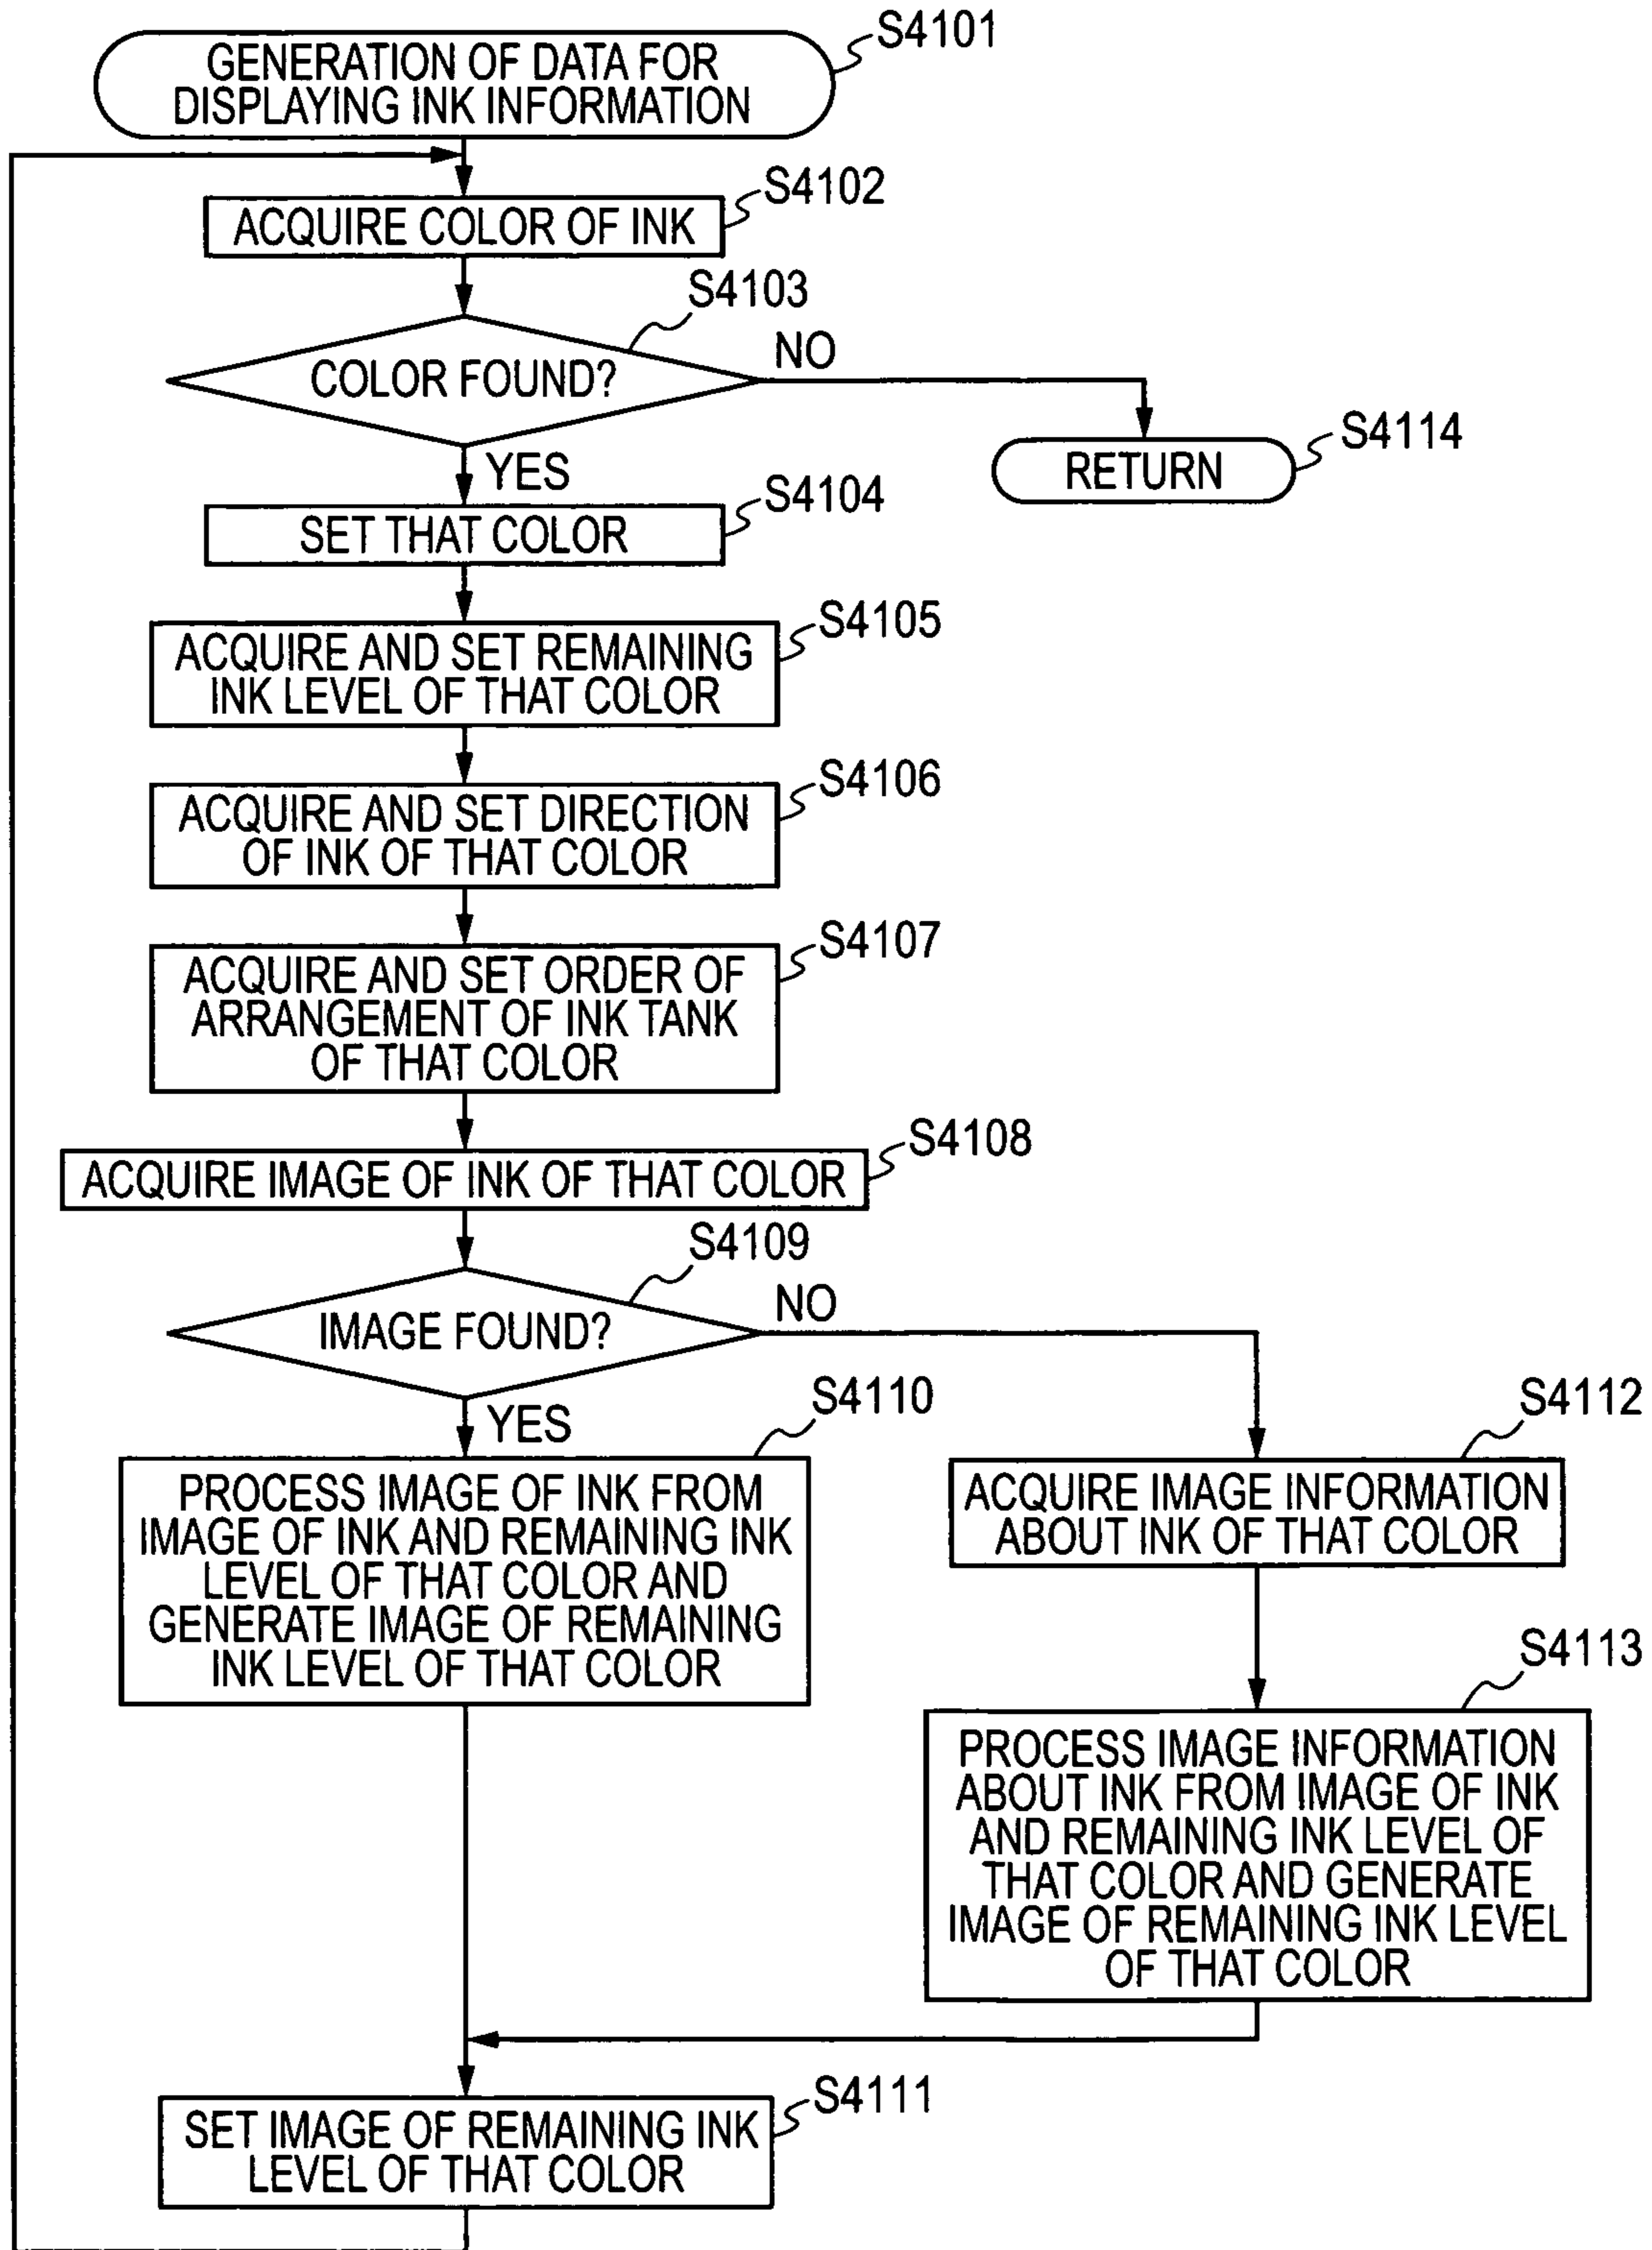 S4101
GENERATION OF DATA FOR
DISPLAYING INK INFORMATION
S4102
ACQUIRE COLOR OF INK
S4103
COLOR FOUND?
NO
YES
S4114
RETURN
S4104
SET THAT COLOR
S4105
ACQUIRE AND SET REMAINING
INK LEVEL OF THAT COLOR
S4106
ACQUIRE AND SET DIRECTION
OF INK OF THAT COLOR
S4107
ACQUIRE AND SET ORDER OF
ARRANGEMENT OF INK TANK
OF THAT COLOR
S4108
ACQUIRE IMAGE OF INK OF THAT COLOR
S4109
IMAGE FOUND?
NO
YES
S4110
PROCESS IMAGE OF INK FROM
IMAGE OF INK AND REMAINING INK
LEVEL OF THAT COLOR AND
GENERATE IMAGE OF REMAINING
INK LEVEL OF THAT COLOR
S4112
ACQUIRE IMAGE INFORMATION
ABOUT INK OF THAT COLOR
S4113
PROCESS IMAGE INFORMATION
ABOUT INK FROM IMAGE OF INK
AND REMAINING INK LEVEL OF
THAT COLOR AND GENERATE
IMAGE OF REMAINING INK LEVEL
OF THAT COLOR
S4111
SET IMAGE OF REMAINING INK
LEVEL OF THAT COLOR